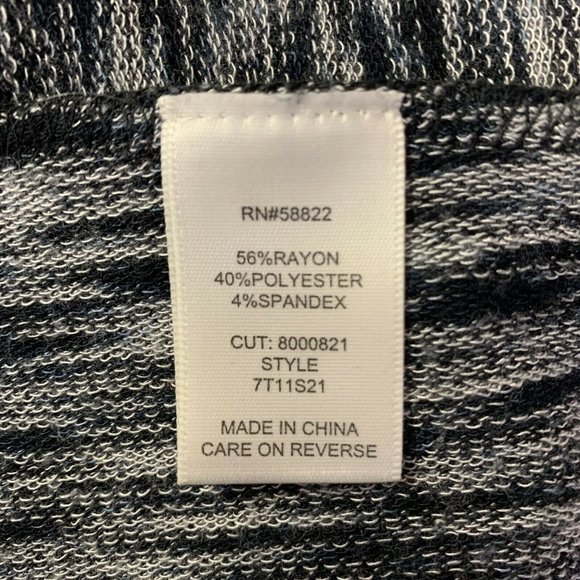 RN#58822
56%RAYON
40%POLYESTER
4%SPANDEX
CUT: 8000821
STYLE
7T11S21
MADE IN CHINA
CARE ON REVERSE